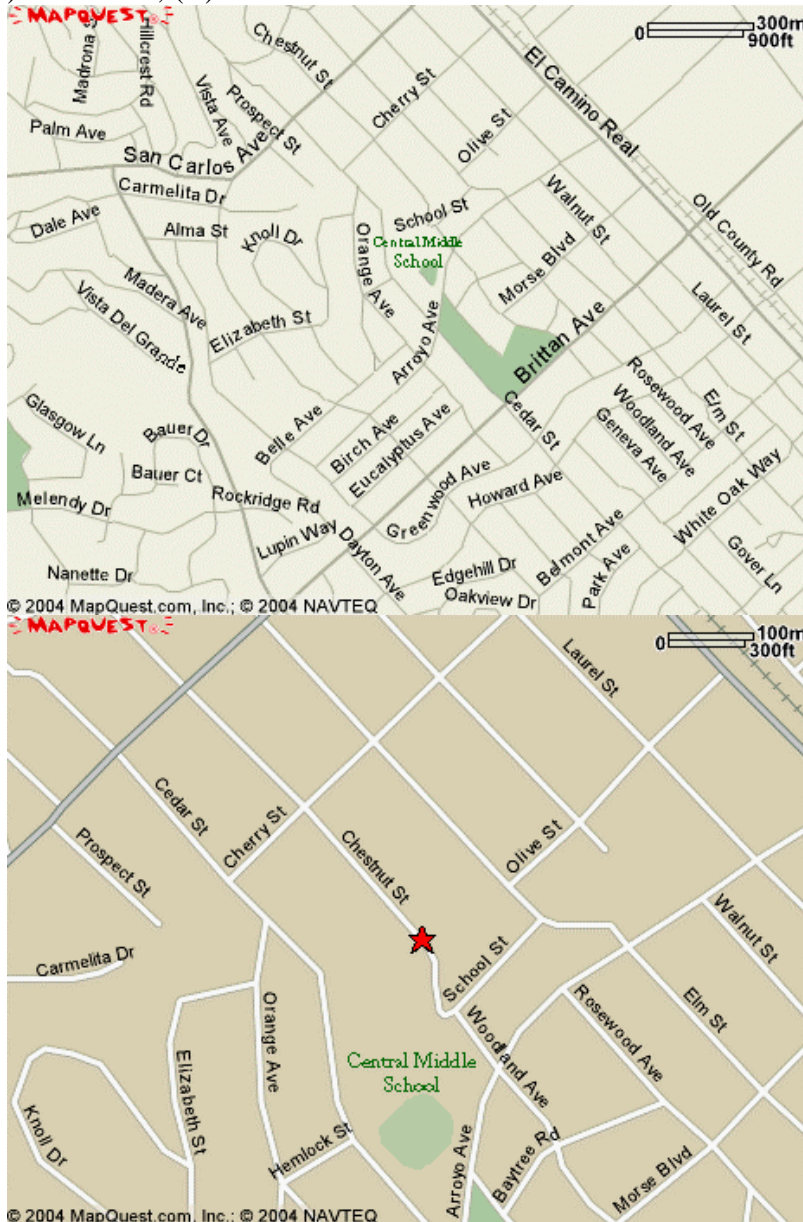 MAPQUEST
300m
0
900ft
Chestnut St
Hillcrest Rd
Madrona S
Vista Ave
Prospect St
Cherry St
El Camino Real
Palm Ave
San Carlos Ave
Olive St
Carmelita Dr
Walnut St
Old County Rd
Dale Ave
Alma St
Knoll Dr
School St
Orange Ave
Central Middle
School
Morse Blvd
Madera Ave
Vista Del Grande
Elizabeth St
Arroyo Ave
Brittan Ave
Laurel St
Rosewood Ave
Elm St
Woodland Ave
Geneva Ave
Cedar St
Glasgow Ln
Bauer Dr
Belle Ave
Birch Ave
Eucalyptus Ave
Bauer Ct
Greenwood Ave
Howard Ave
White Oak Way
Melendy Dr
Rockridge Rd
Lupin Way
Dayton Ave
Belmont Ave
Park Ave
Gover Ln
Nanette Dr
Edgehill Dr
Oakview Dr
© 2004 MapQuest.com, Inc.; © 2004 NAVTEQ
MAPQUEST
100m
0
300ft
Laurel St
Cedar St
Cherry St
Chestnut St
Olive St
Prospect St
Walnut St
Carmelita Dr
School St
Rosewood Ave
Elm St
Orange Ave
Woodland Ave
Elizabeth St
Central Middle
School
Knoll Dr
Hemlock St
Arroyo Ave
Baytree Rd
Morse Blvd
© 2004 MapQuest.com, Inc.; © 2004 NAVTEQ